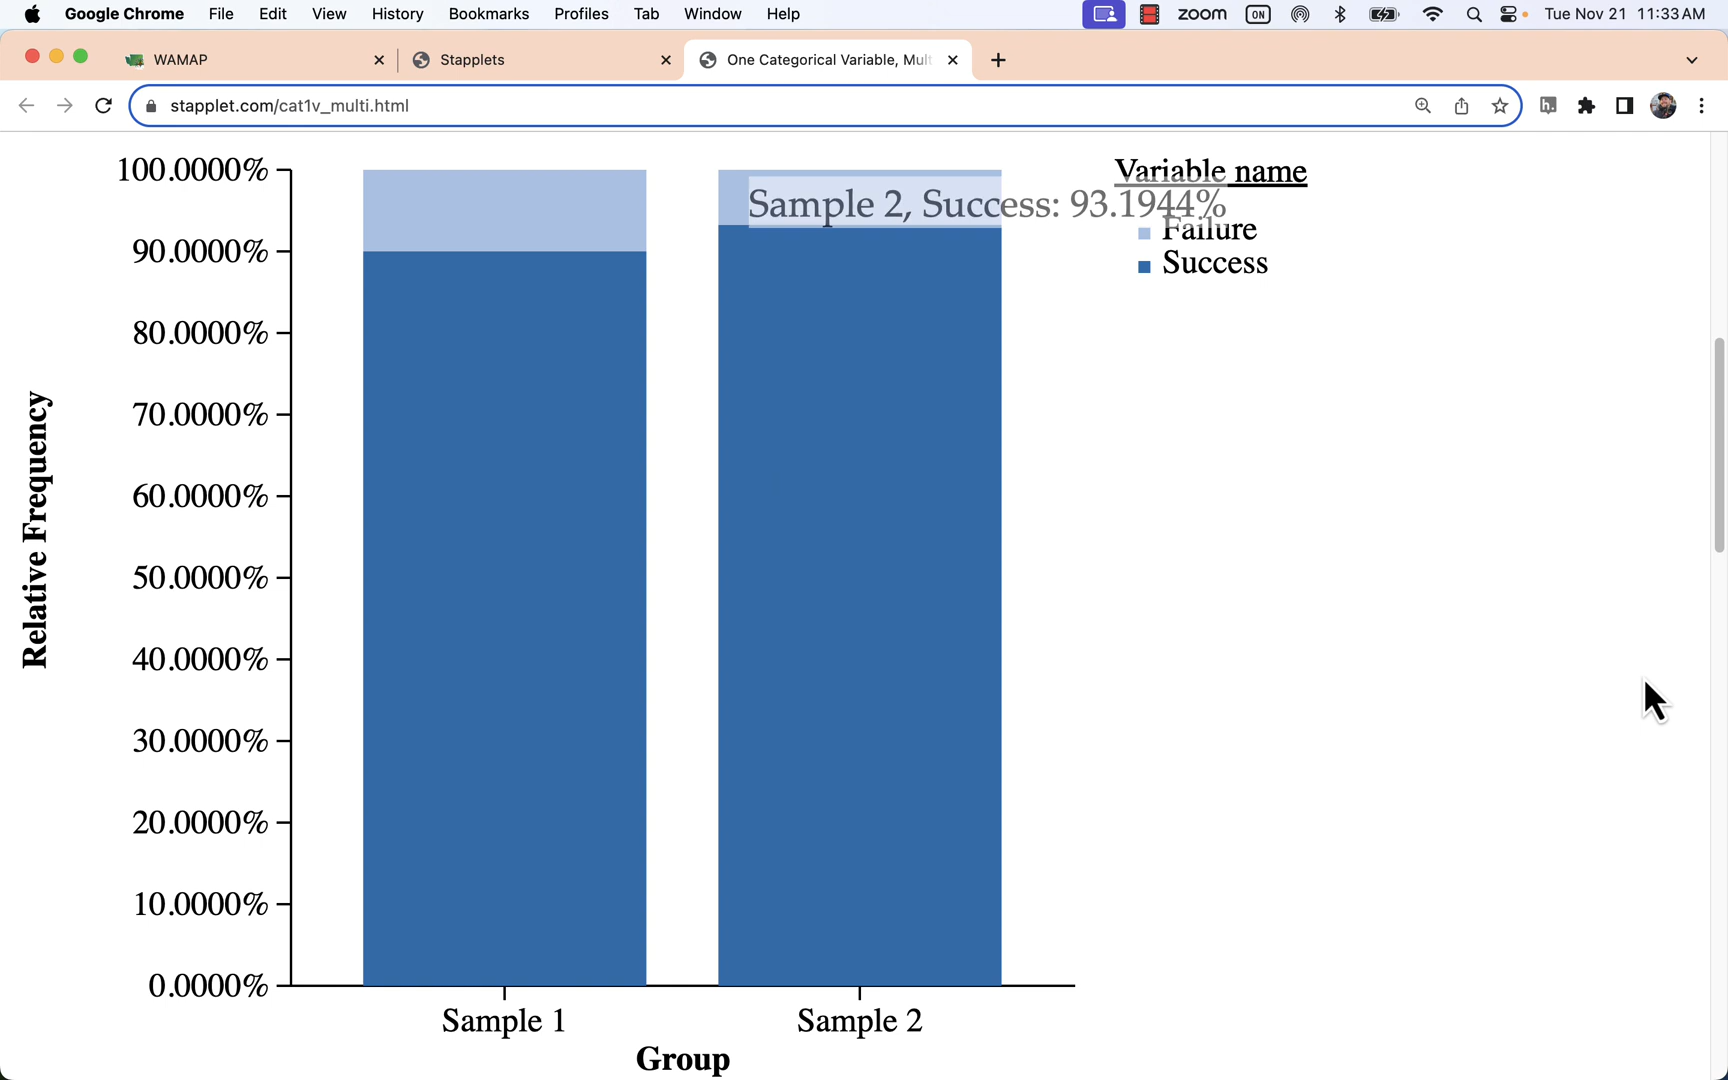 Google Chrome File Edit View History Bookmarks Profiles Tab Window Help zoom ON Tue Nov 21 11:33 AM
WAMAP Stapplets One Categorical Variable, Mult
stapplet.com/cat1v_multi.html h.
Variable name
Sample 2, Success: 93.1944%
Failure
Success
100.0000%
90.0000%
80.0000%
70.0000%
60.0000%
50.0000%
40.0000%
30.0000%
20.0000%
10.0000%
0.0000%
Relative Frequency
Sample 1 Sample 2
Group